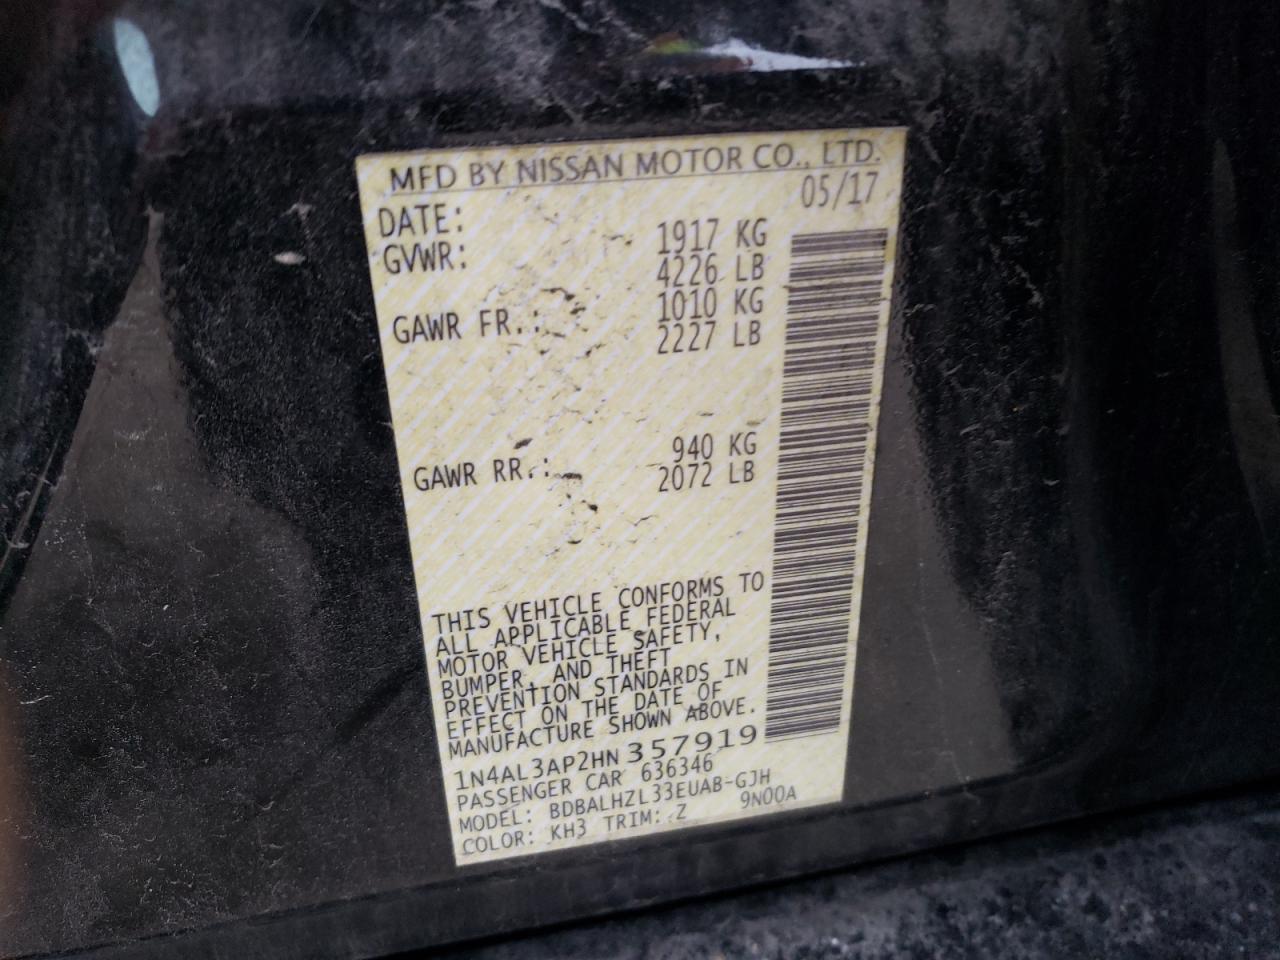 MFD BY NISSAN MOTOR CO., LTD.
DATE: 05/17
GVWR: 1917 KG
4226 LB
GAWR FR.: 1010 KG
2227 LB
GAWR RR.: 940 KG
2072 LB
THIS VEHICLE CONFORMS TO
ALL APPLICABLE FEDERAL
MOTOR VEHICLE SAFETY,
BUMPER, AND THEFT
PREVENTION STANDARDS IN
EFFECT ON THE DATE OF
MANUFACTURE SHOWN ABOVE.
1N4AL3AP2HN357919
PASSENGER CAR 636346
MODEL: BDBALHZL33EUAB-GJH
COLOR: KH3 TRIM: Z 9N00A